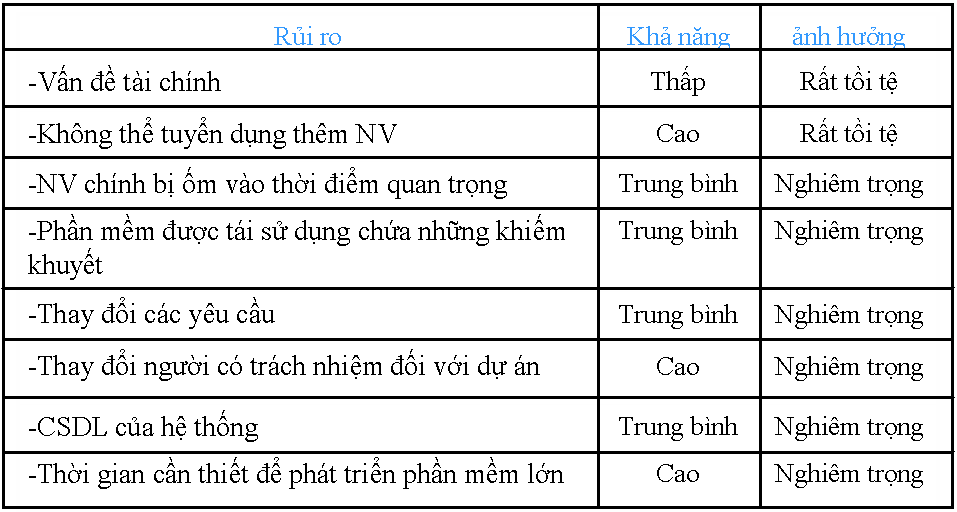 Rủi ro Khả năng ảnh hưởng
-Vấn đề tài chính Thấp Rất tồi tệ
-Không thể tuyển dụng thêm NV Cao Rất tồi tệ
-NV chính bị ốm vào thời điểm quan trọng Trung bình Nghiêm trọng
-Phần mềm được tái sử dụng chứa những khiếm Trung bình Nghiêm trọng
khuyết
-Thay đổi các yêu cầu Trung bình Nghiêm trọng
-Thay đổi người có trách nhiệm đối với dự án Cao Nghiêm trọng
-CSDL của hệ thống Trung bình Nghiêm trọng
-Thời gian cần thiết để phát triển phần mềm lớn Cao Nghiêm trọng